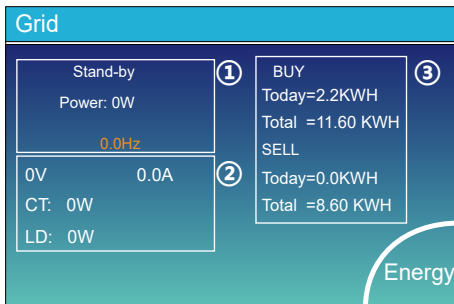 Grid
Stand-by
Power: 0W
0.0Hz
①
0V 0.0A
CT: 0W
LD: 0W
②
BUY
Today=2.2KWH
Total =11.60 KWH
SELL
Today=0.0KWH
Total =8.60 KWH
③
Energy